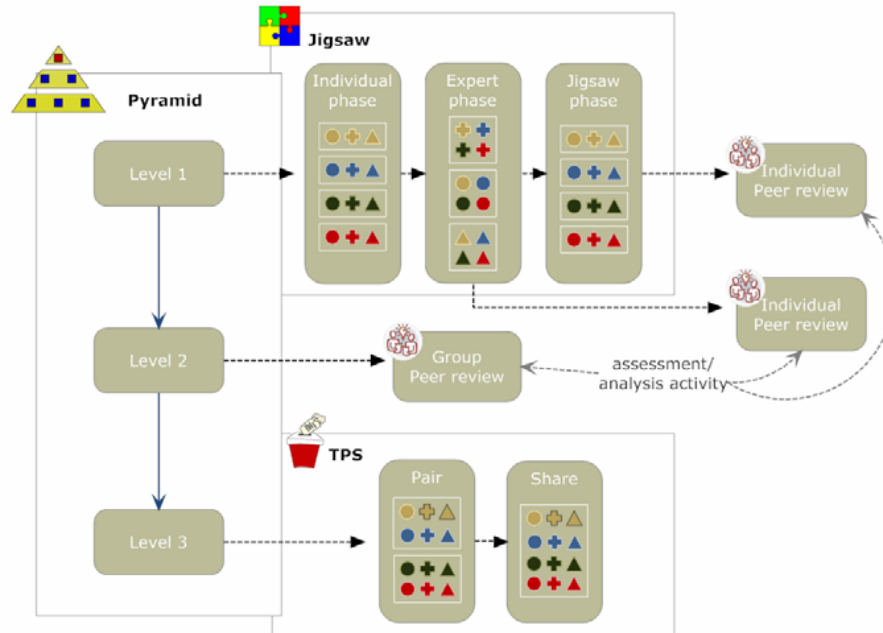 Jigsaw
Pyramid
Individual
phase
Expert
phase
Jigsaw
phase
Level 1
Individual
Peer review
Individual
Peer review
Level 2
Group
Peer review
assessment/
analysis activity
TPS
Pair
Share
Level 3